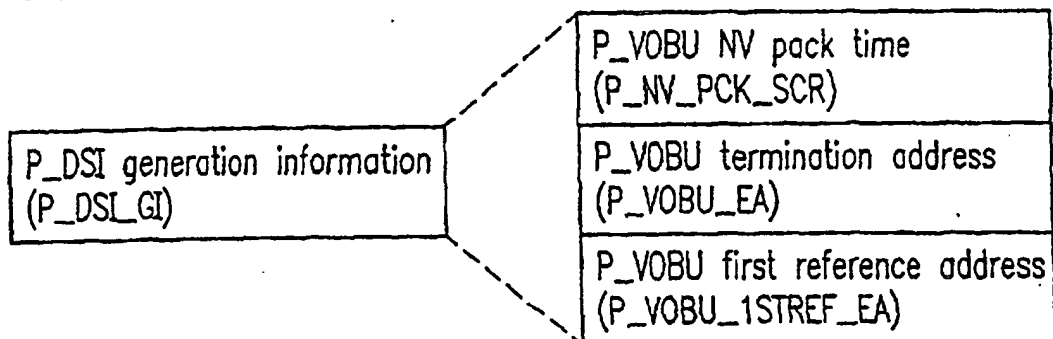 P_DSI generation information
(P_DSI_GI)
P_VOBU NV pack time
(P_NV_PCK_SCR)
P_VOBU termination address
(P_VOBU_EA)
P_VOBU first reference address
(P_VOBU_1STREF_EA)